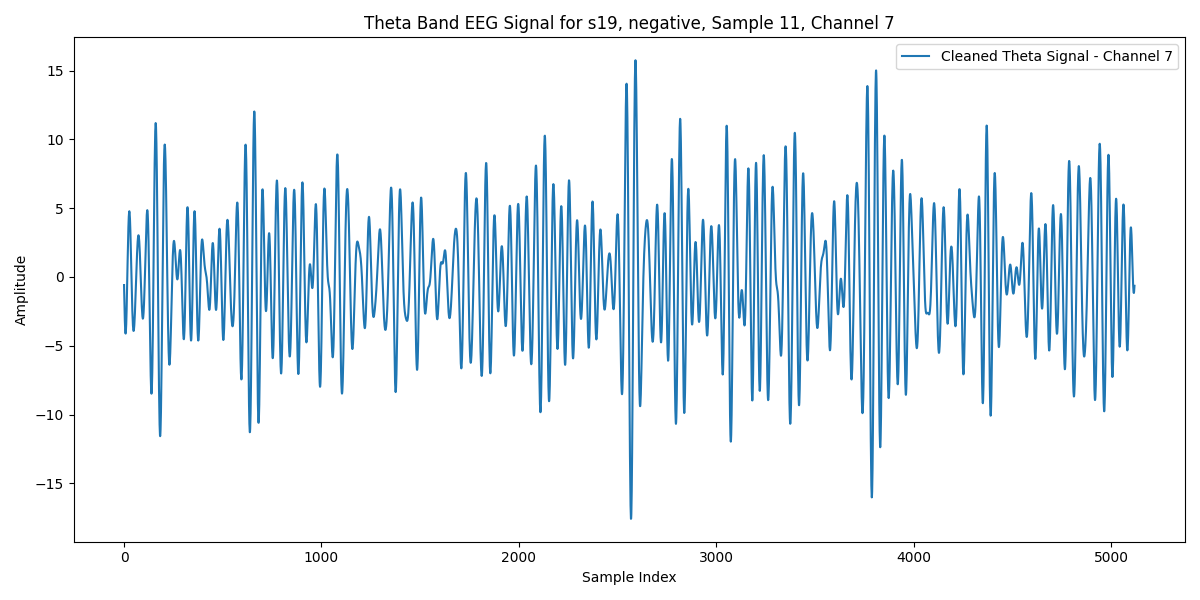 Theta Band EEG Signal for s19, negative, Sample 11, Channel 7
Cleaned Theta Signal - Channel 7
15
10
5
0
−5
−10
−15
Amplitude
0 1000 2000 3000 4000 5000
Sample Index